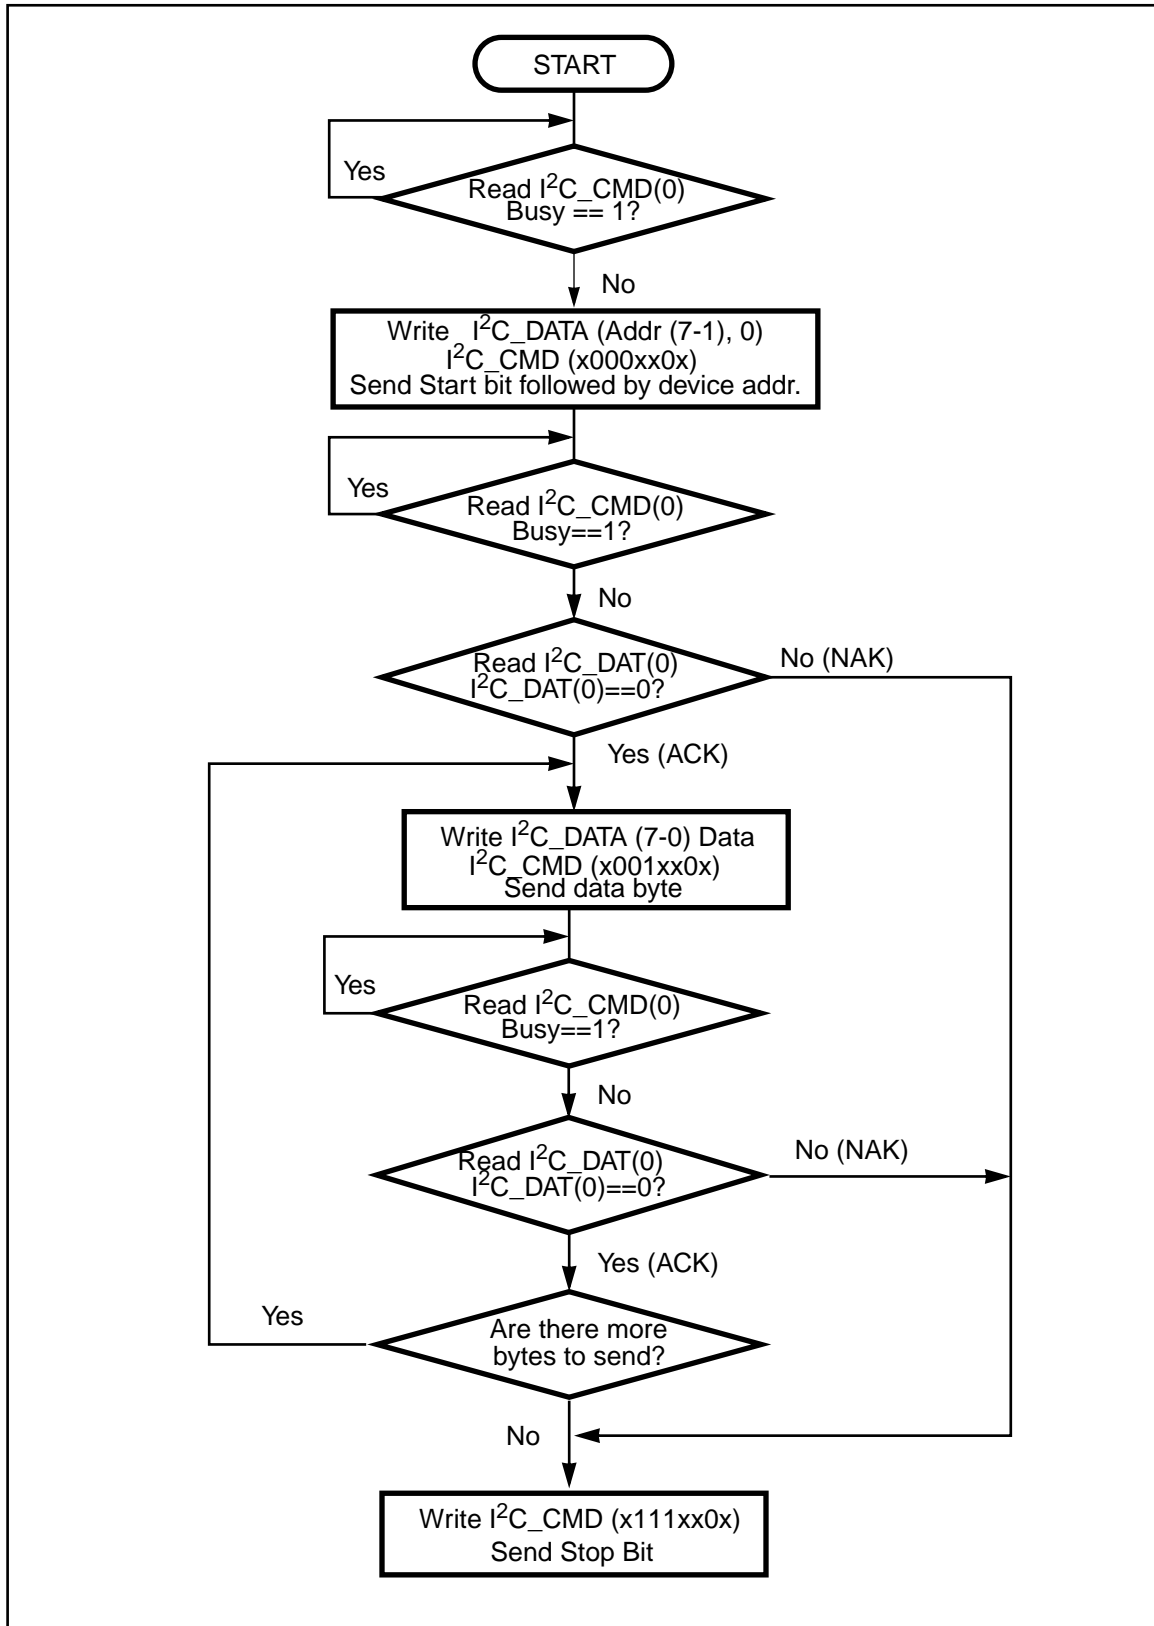 START
Yes
Read I²C_CMD(0)
Busy == 1?
No
Write I²C_DATA (Addr (7-1), 0)
I²C_CMD (x000xx0x)
Send Start bit followed by device addr.
Yes
Read I²C_CMD(0)
Busy==1?
No
Read I²C_DAT(0)
I²C_DAT(0)==0?
No (NAK)
Yes (ACK)
Write I²C_DATA (7-0) Data
I²C_CMD (x001xx0x)
Send data byte
Yes
Read I²C_CMD(0)
Busy==1?
No
Read I²C_DAT(0)
I²C_DAT(0)==0?
No (NAK)
Yes (ACK)
Yes
Are there more
bytes to send?
No
Write I²C_CMD (x111xx0x)
Send Stop Bit